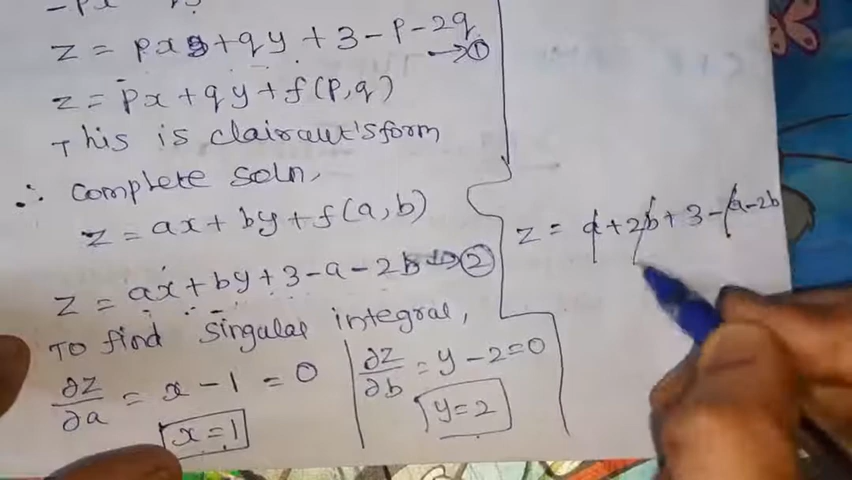 -px
z = px + qy + 3 - p - 2q → ①
z = px + qy + f(p,q)
This is clairaut's form
∴ complete soln,
z = ax + by + f(a,b)
z = ax + by + 3 - a - 2b → ②
To find singular integral,
∂z/∂a = x - 1 = 0
x = 1
∂z/∂b = y - 2 = 0
y = 2
z = a + 2b + 3 - a - 2b